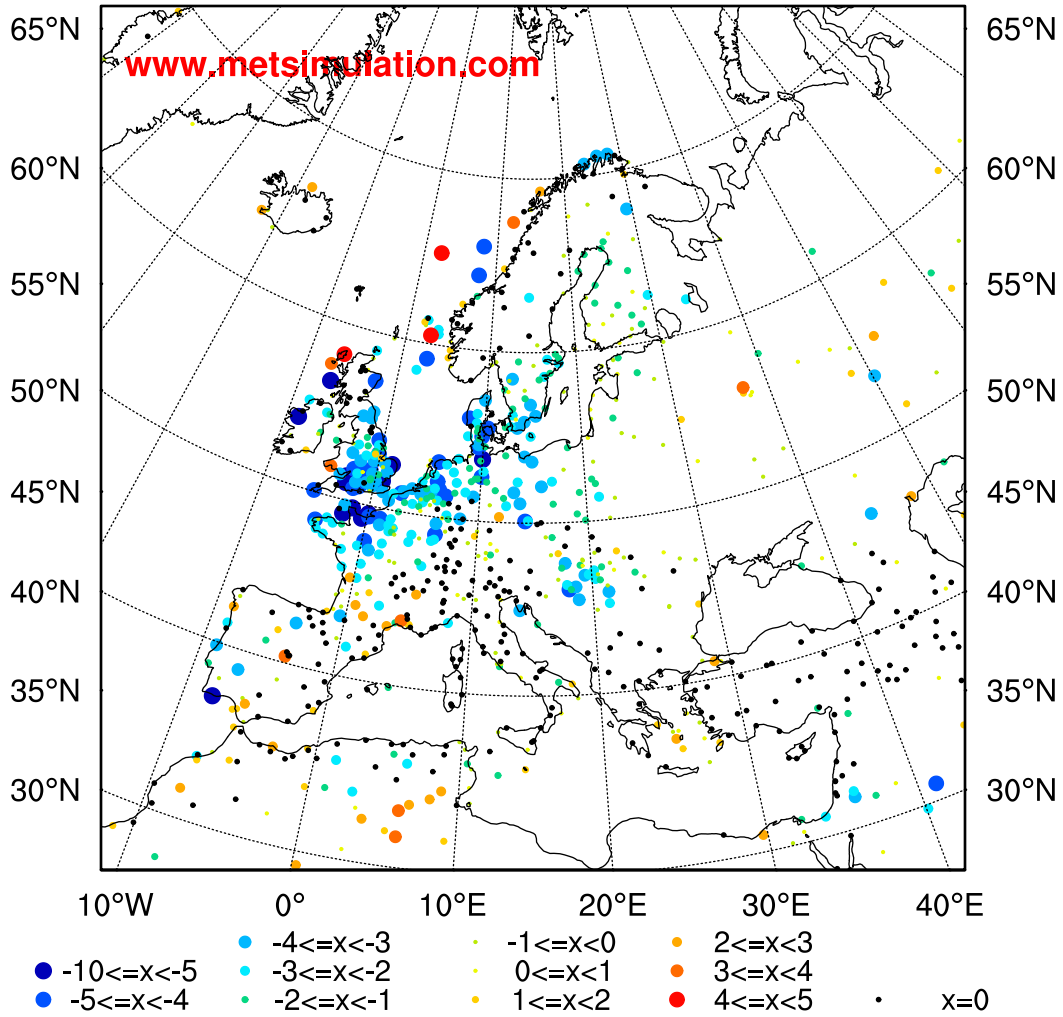 65°N 65°N
www.metsimulation.com
60°N 60°N
55°N 55°N
50°N 50°N
45°N 45°N
40°N 40°N
35°N 35°N
30°N 30°N
10°W 0° 10°E 20°E 30°E 40°E
-4<=x<-3 -1<=x<0 2<=x<3
-10<=x<-5 -3<=x<-2 0<=x<1 3<=x<4
-5<=x<-4 -2<=x<-1 1<=x<2 4<=x<5 x=0